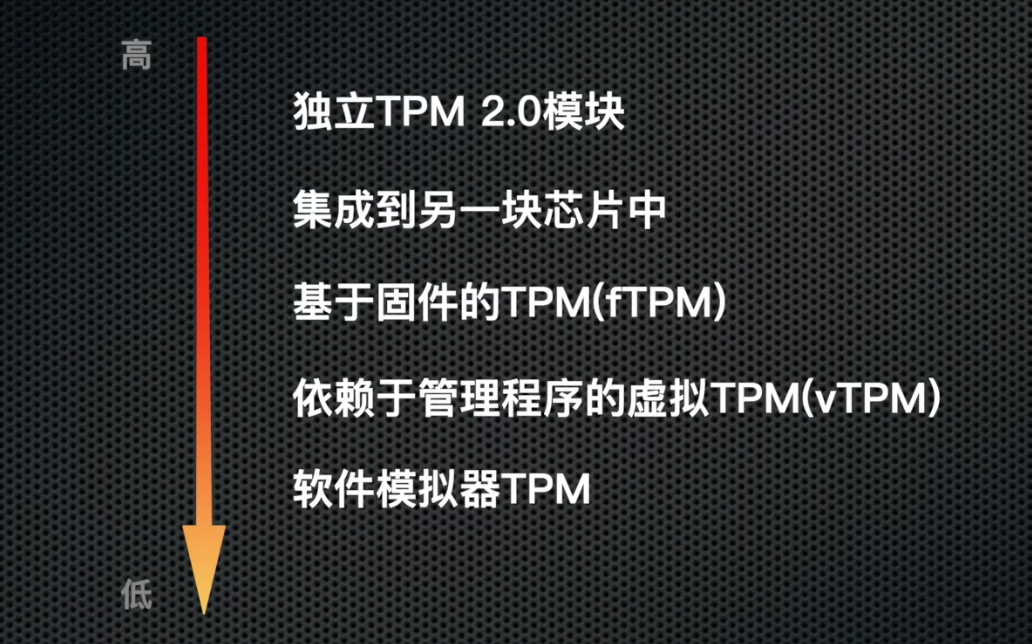 高
独立TPM 2.0模块
集成到另一块芯片中
基于固件的TPM(fTPM)
依赖于管理程序的虚拟TPM(vTPM)
软件模拟器TPM
低